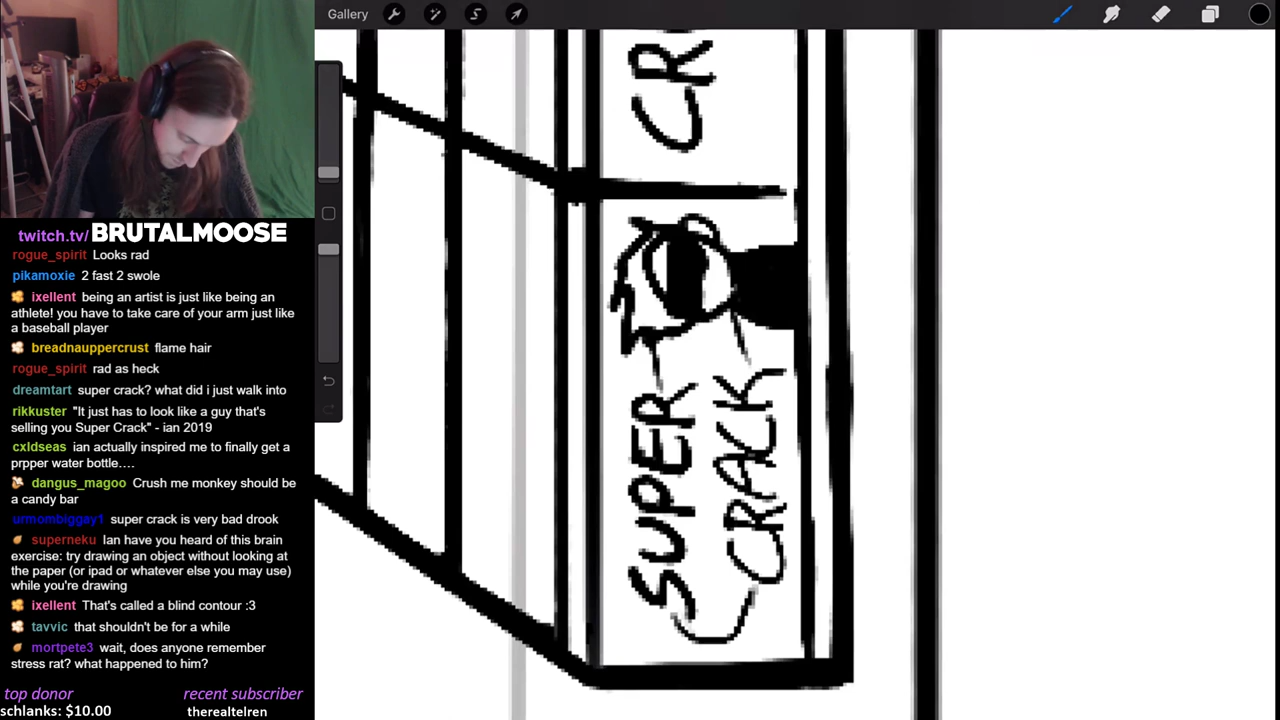 Gallery
twitch.tv/BRUTALMOOSE
rogue_spirit Looks rad
pikamoxie 2 fast 2 swole
ixellent being an artist is just like being an
athlete! you have to take care of your arm just like
a baseball player
breadnauppercrust flame hair
rogue_spirit rad as heck
dreamtart super crack? what did i just walk into
rikkuster "It just has to look like a guy that's
selling you Super Crack" - ian 2019
cxldseas ian actually inspired me to finally get a
prpper water bottle….
dangus_magoo Crush me monkey should be
a candy bar
urmombiggay1 super crack is very bad drook
superneku Ian have you heard of this brain
exercise: try drawing an object without looking at
the paper (or ipad or whatever else you may use)
while you're drawing
ixellent That's called a blind contour :3
tavvic that shouldn't be for a while
mortpete3 wait, does anyone remember
stress rat? what happened to him?
top donor
schlanks: $10.00
recent subscriber
therealtelren
CR
SUPER
CRACK